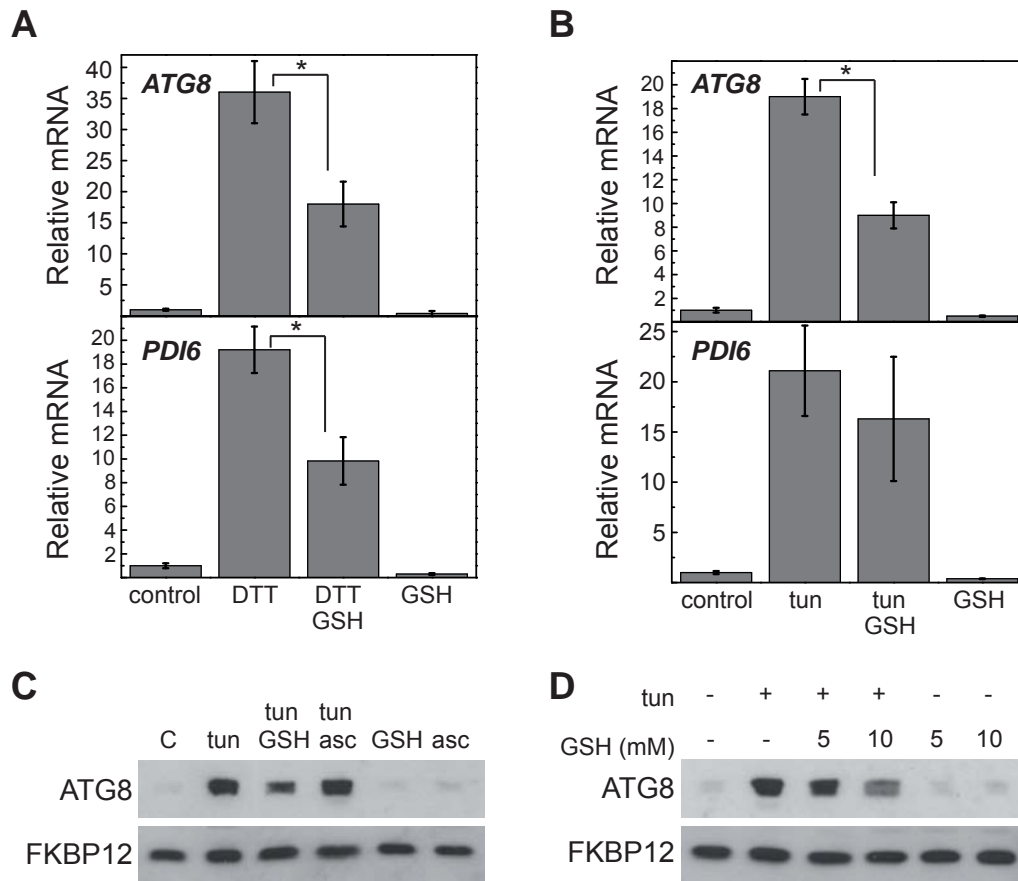 A
Relative mRNA
40
35
30
25
20
15
10
5
ATG8
*
Relative mRNA
20
18
16
14
12
10
8
6
4
2
PDI6
*
control DTT DTT GSH
GSH
B
Relative mRNA
20
18
16
14
12
10
8
6
4
2
ATG8
*
Relative mRNA
25
20
15
10
5
PDI6
control tun tun GSH
GSH
C
tun tun
C tun GSH asc GSH asc
ATG8
FKBP12
D
tun - + + + - -
GSH (mM) - - 5 10 5 10
ATG8
FKBP12